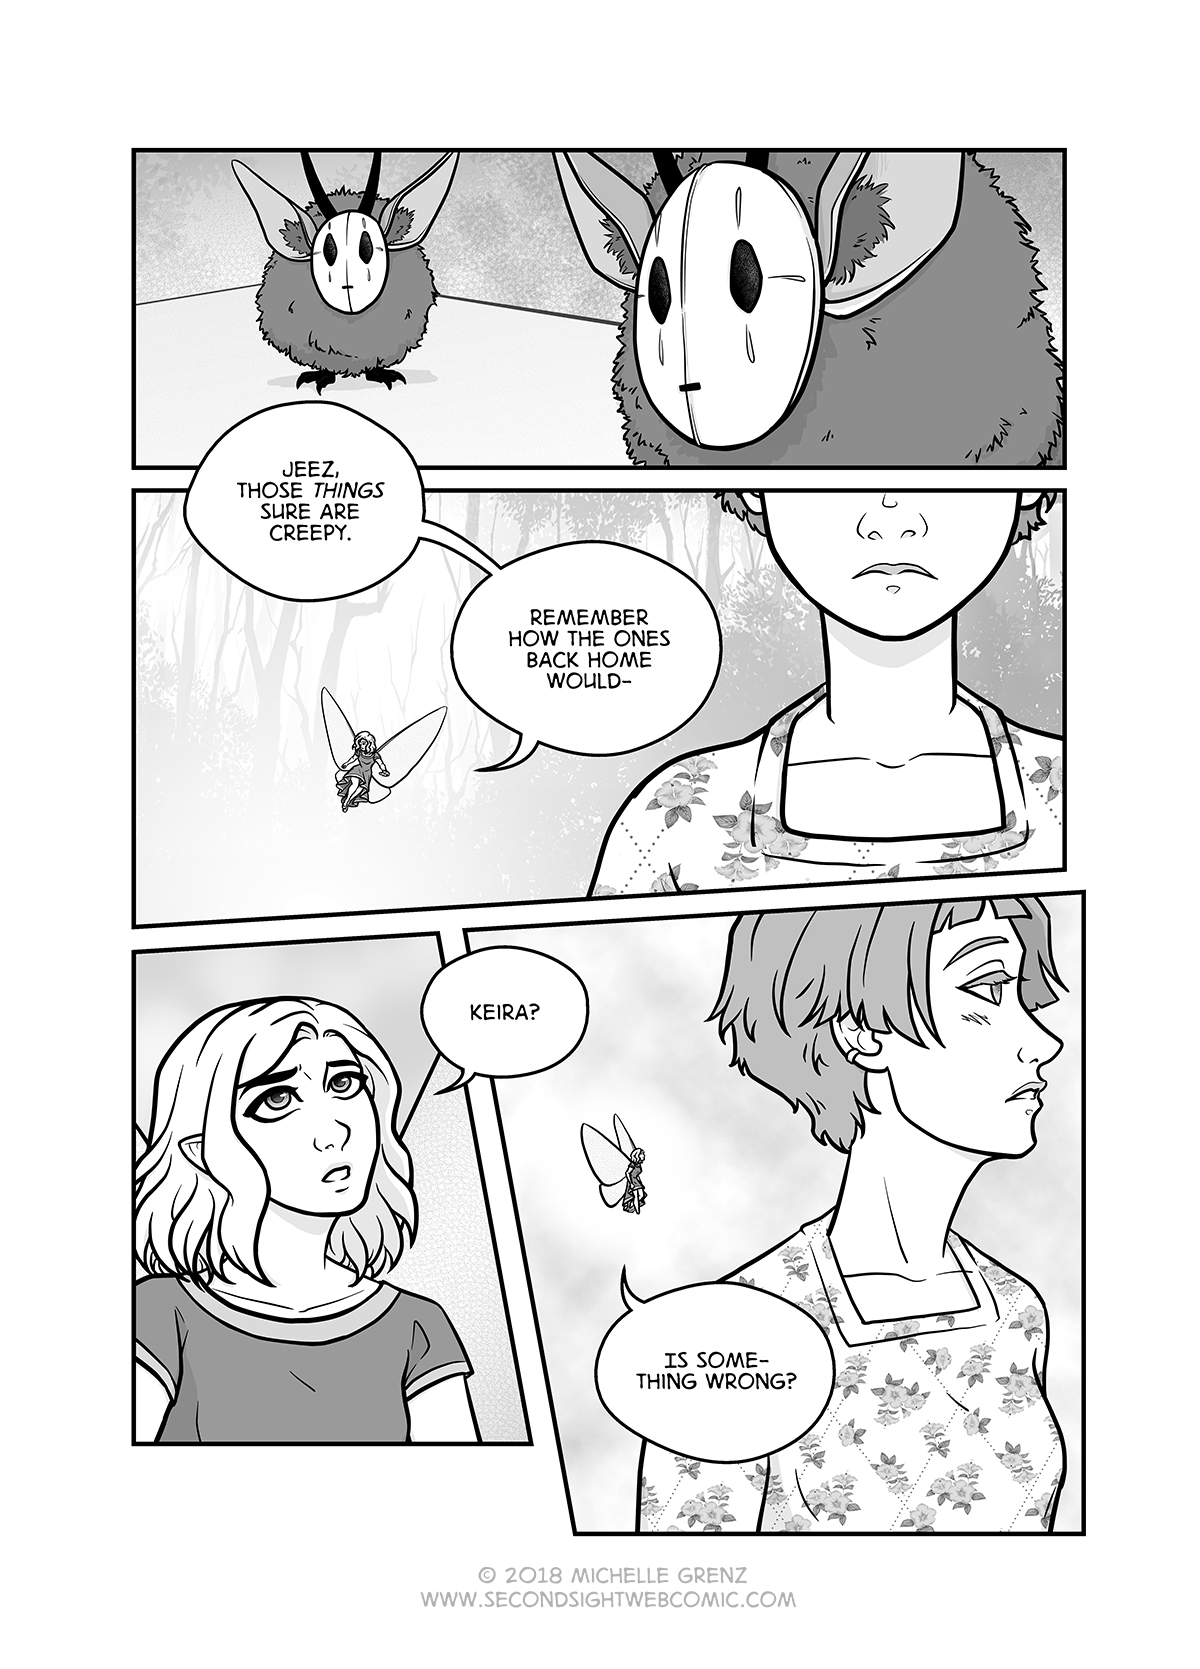 JEEZ,
THOSE THINGS
SURE ARE
CREEPY.
REMEMBER
HOW THE ONES
BACK HOME
WOULD-
KEIRA?
IS SOME-
THING WRONG?
© 2018 MICHELLE GRENZ
WWW.SECONDSIGHTWEBCOMIC.COM